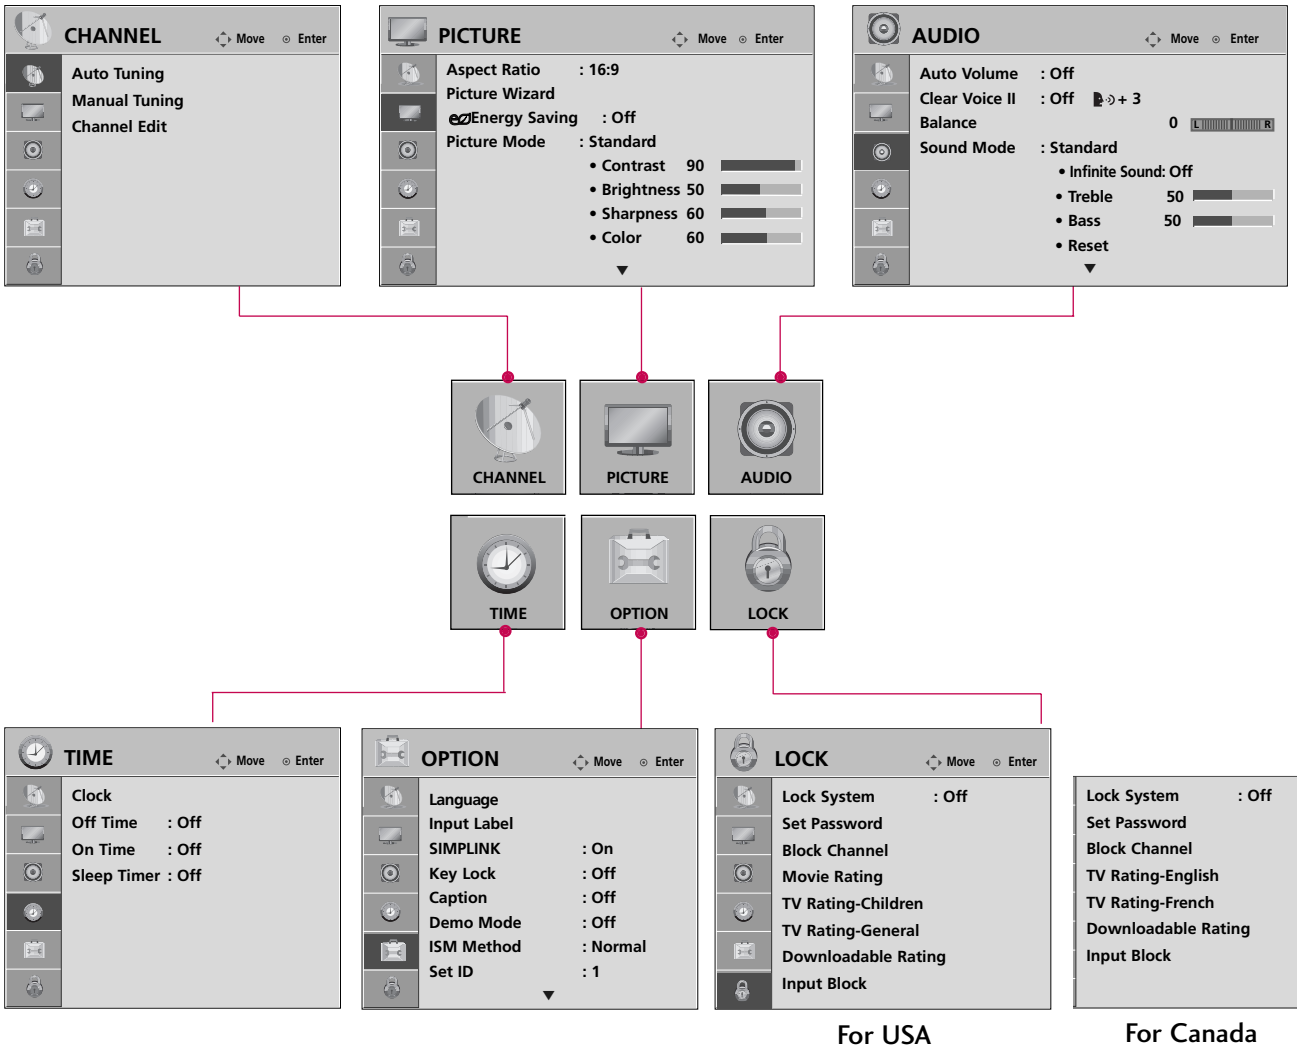 CHANNEL
Move Enter
Auto Tuning
Manual Tuning
Channel Edit
PICTURE
Move Enter
Aspect Ratio : 16:9
Picture Wizard
eco Energy Saving : Off
Picture Mode : Standard
• Contrast 90
• Brightness 50
• Sharpness 60
• Color 60
AUDIO
Move Enter
Auto Volume : Off
Clear Voice II : Off + 3
Balance 0 L R
Sound Mode : Standard
• Infinite Sound: Off
• Treble 50
• Bass 50
• Reset
CHANNEL
PICTURE
AUDIO
TIME
OPTION
LOCK
TIME
Move Enter
Clock
Off Time : Off
On Time : Off
Sleep Timer : Off
OPTION
Move Enter
Language
Input Label
SIMPLINK : On
Key Lock : Off
Caption : Off
Demo Mode : Off
ISM Method : Normal
Set ID : 1
LOCK
Move Enter
Lock System : Off
Set Password
Block Channel
Movie Rating
TV Rating-Children
TV Rating-General
Downloadable Rating
Input Block
For USA
Lock System : Off
Set Password
Block Channel
TV Rating-English
TV Rating-French
Downloadable Rating
Input Block
For Canada